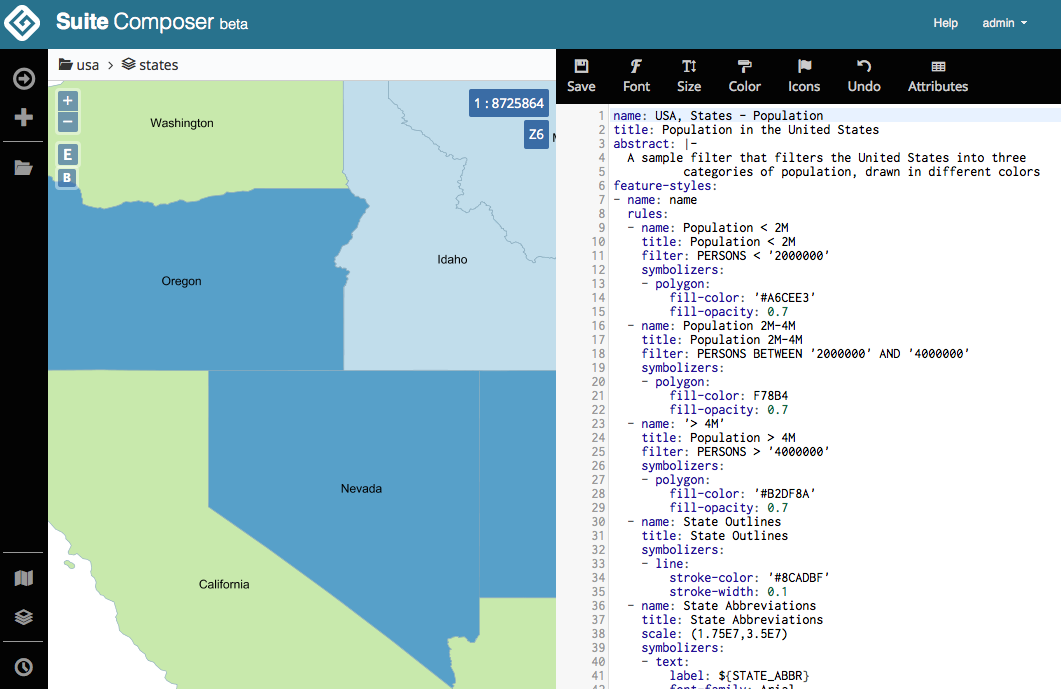 Suite Composer beta
Help admin
usa > states
Save Font Size Color Icons Undo Attributes
+
−
E
B
1 : 8725864
Z6
Washington
Oregon
Idaho
Nevada
California
1 name: USA, States - Population
2 title: Population in the United States
3 abstract: |-
4 A sample filter that filters the United States into three
5 categories of population, drawn in different colors
6 feature-styles:
7 - name: name
8 rules:
9 - name: Population < 2M
10 title: Population < 2M
11 filter: PERSONS < '2000000'
12 symbolizers:
13 - polygon:
14 fill-color: '#A6CEE3'
15 fill-opacity: 0.7
16 - name: Population 2M-4M
17 title: Population 2M-4M
18 filter: PERSONS BETWEEN '2000000' AND '4000000'
19 symbolizers:
20 - polygon:
21 fill-color: F78B4
22 fill-opacity: 0.7
23 - name: '> 4M'
24 title: Population > 4M
25 filter: PERSONS > '4000000'
26 symbolizers:
27 - polygon:
28 fill-color: '#B2DF8A'
29 fill-opacity: 0.7
30 - name: State Outlines
31 title: State Outlines
32 symbolizers:
33 - line:
34 stroke-color: '#8CADBF'
35 stroke-width: 0.1
36 - name: State Abbreviations
37 title: State Abbreviations
38 scale: (1.75E7,3.5E7)
39 symbolizers:
40 - text:
41 label: ${STATE_ABBR}
42 font-family: Arial